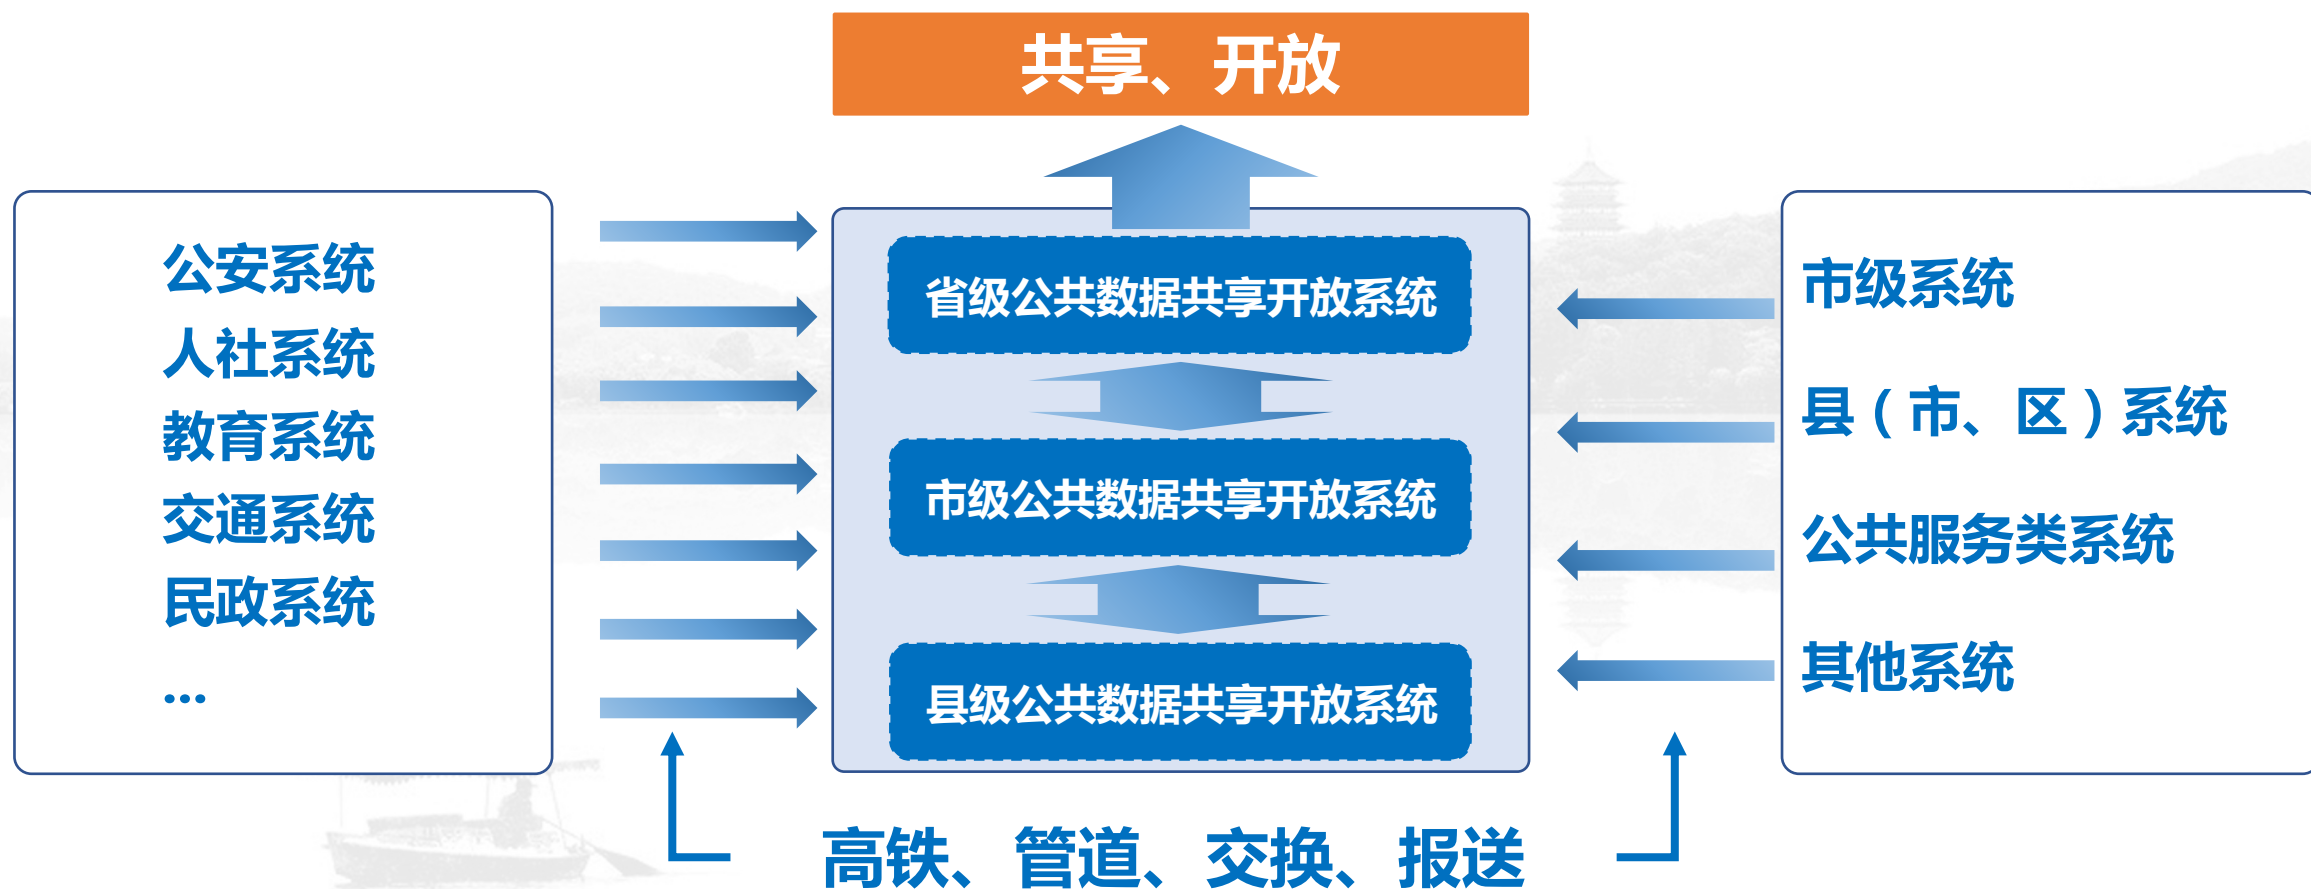 共享、开放
公安系统
人社系统
教育系统
交通系统
民政系统
...
省级公共数据共享开放系统
市级公共数据共享开放系统
县级公共数据共享开放系统
市级系统
县（市、区）系统
公共服务类系统
其他系统
高铁、管道、交换、报送